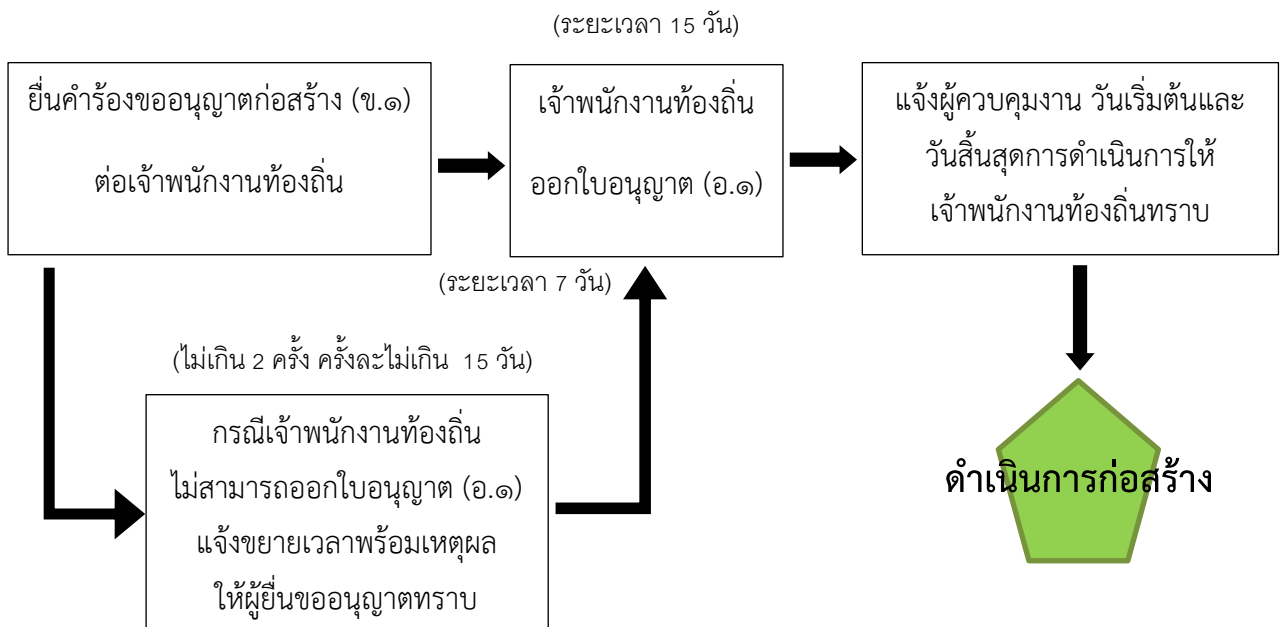 (ระยะเวลา 15 วัน)
ยื่นคำร้องขออนุญาตก่อสร้าง (ข.๑)
ต่อเจ้าพนักงานท้องถิ่น
เจ้าพนักงานท้องถิ่น
ออกใบอนุญาต (อ.๑)
แจ้งผู้ควบคุมงาน วันเริ่มต้นและ
วันสิ้นสุดการดำเนินการให้
เจ้าพนักงานท้องถิ่นทราบ
(ระยะเวลา 7 วัน)
(ไม่เกิน 2 ครั้ง ครั้งละไม่เกิน 15 วัน)
กรณีเจ้าพนักงานท้องถิ่น
ไม่สามารถออกใบอนุญาต (อ.๑)
แจ้งขยายเวลาพร้อมเหตุผล
ให้ผู้ยื่นขออนุญาตทราบ
ดำเนินการก่อสร้าง